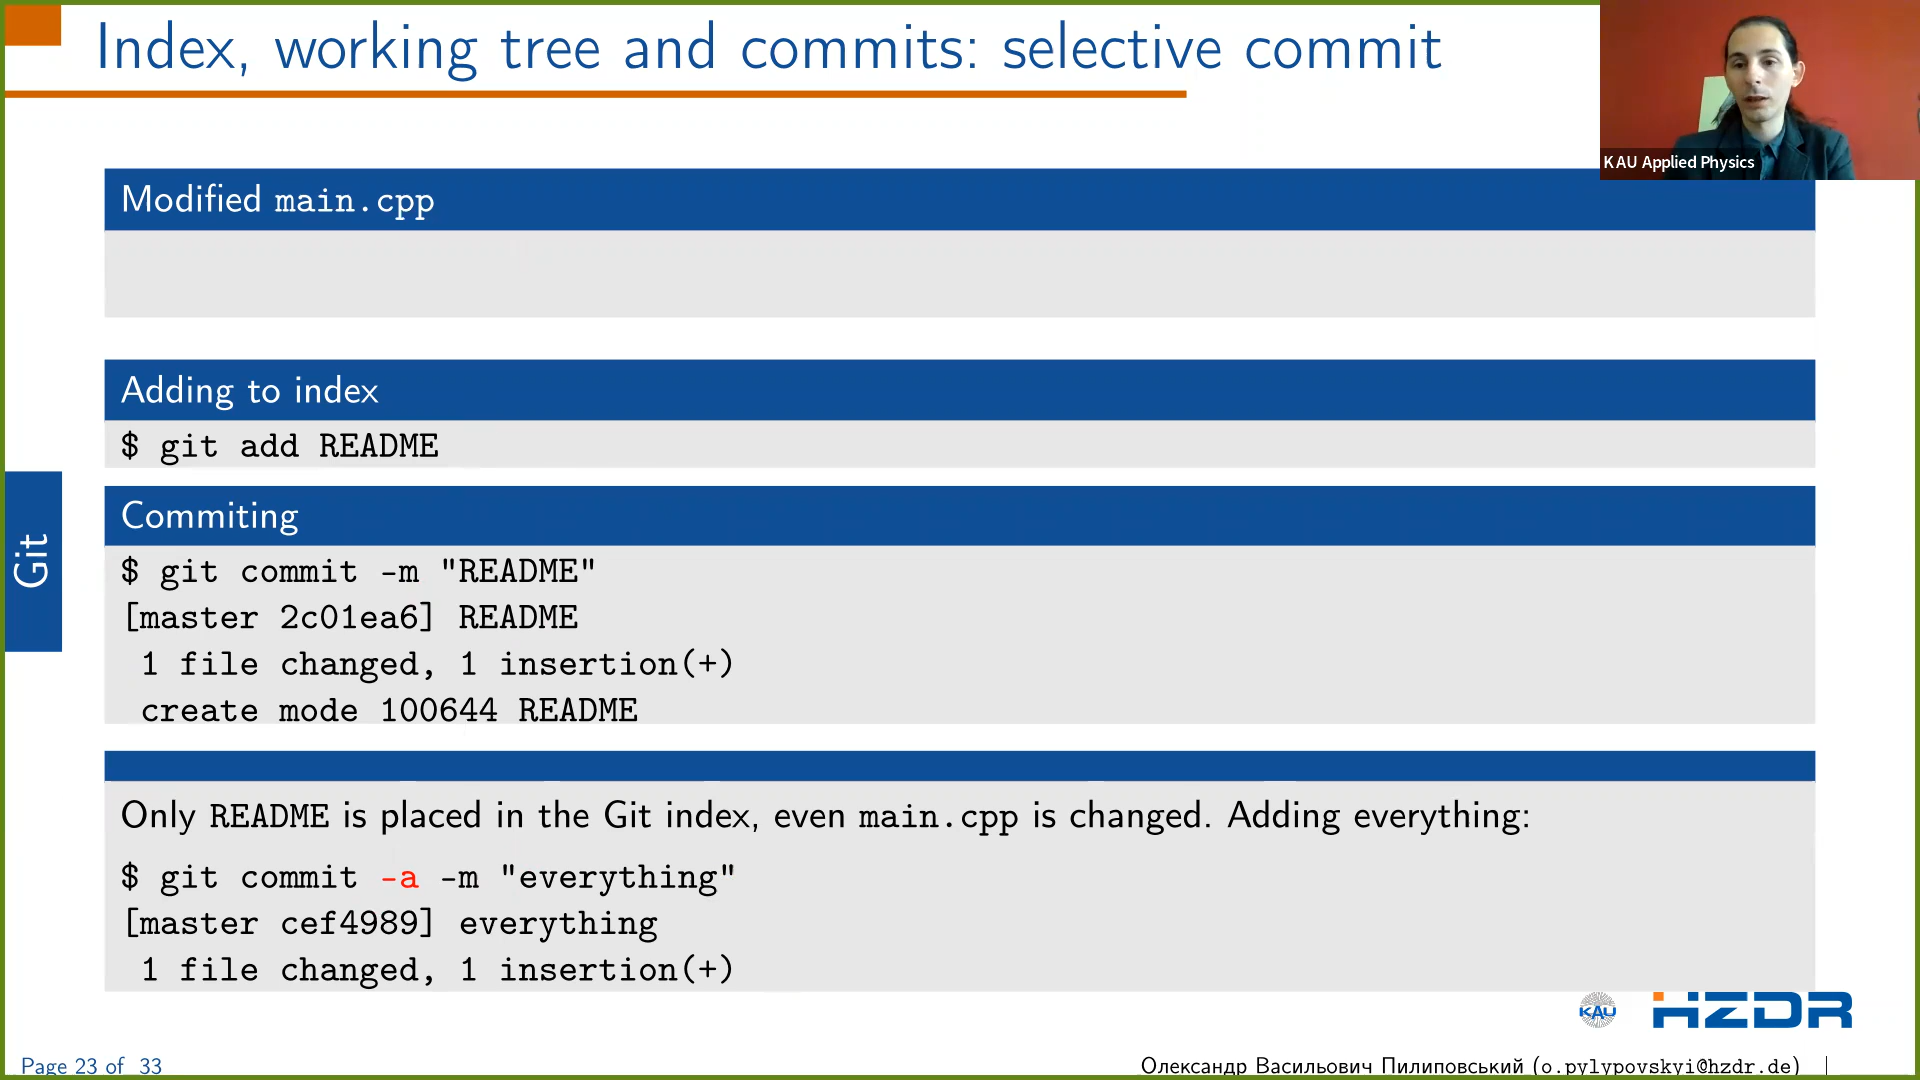 Index, working tree and commits: selective commit
KAU Applied Physics
Modified main.cpp
Adding to index
$ git add README
Commiting
$ git commit -m "README"
[master 2c01ea6] README
1 file changed, 1 insertion(+)
create mode 100644 README
Git
Only README is placed in the Git index, even main.cpp is changed. Adding everything:
$ git commit -a -m "everything"
[master cef4989] everything
1 file changed, 1 insertion(+)
KAU
HZDR
Page 23 of 33
Олександр Васильович Пилиповський (o.pylypovskyi@hzdr.de) |